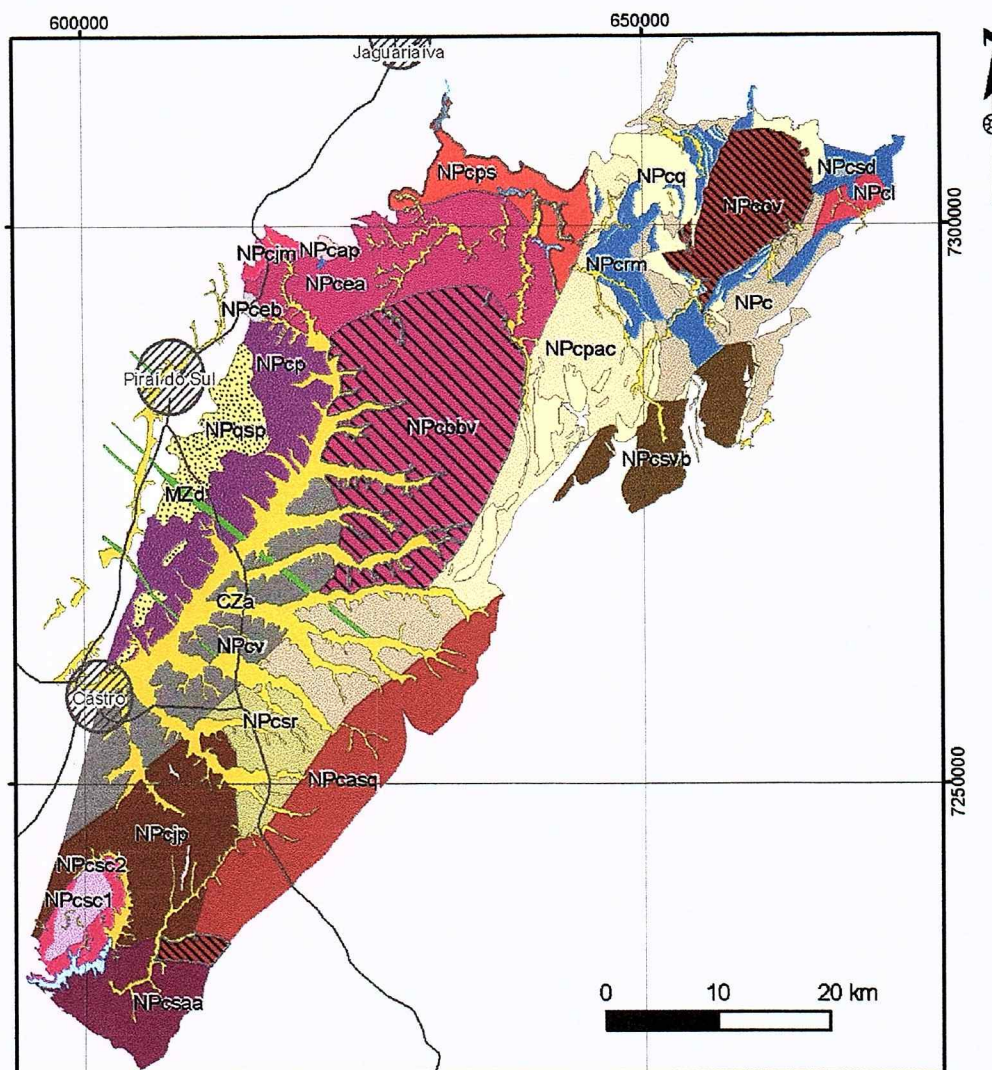 600000
650000
Jaguariaíva
NPcps
NPcq
NPcsd
NPcl
7300000
NPccv
NPcjm
NPcap
NPcea
NPcrm
NPc
NPceb
NPcp
NPcpac
Piraí do Sul
NPqsp
NPcbbv
NPcsvb
MZd
CZa
NPcv
Castro
NPcsr
NPcasq
7250000
NPcjp
NPcsc2
NPcsc1
NPcsaa
0 10 20 km